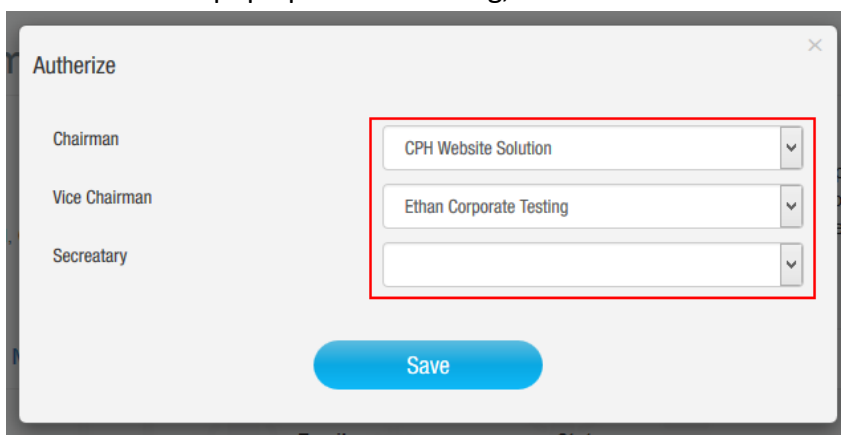 Autherize
×
Chairman
CPH Website Solution
Vice Chairman
Ethan Corporate Testing
Secreatary
Save